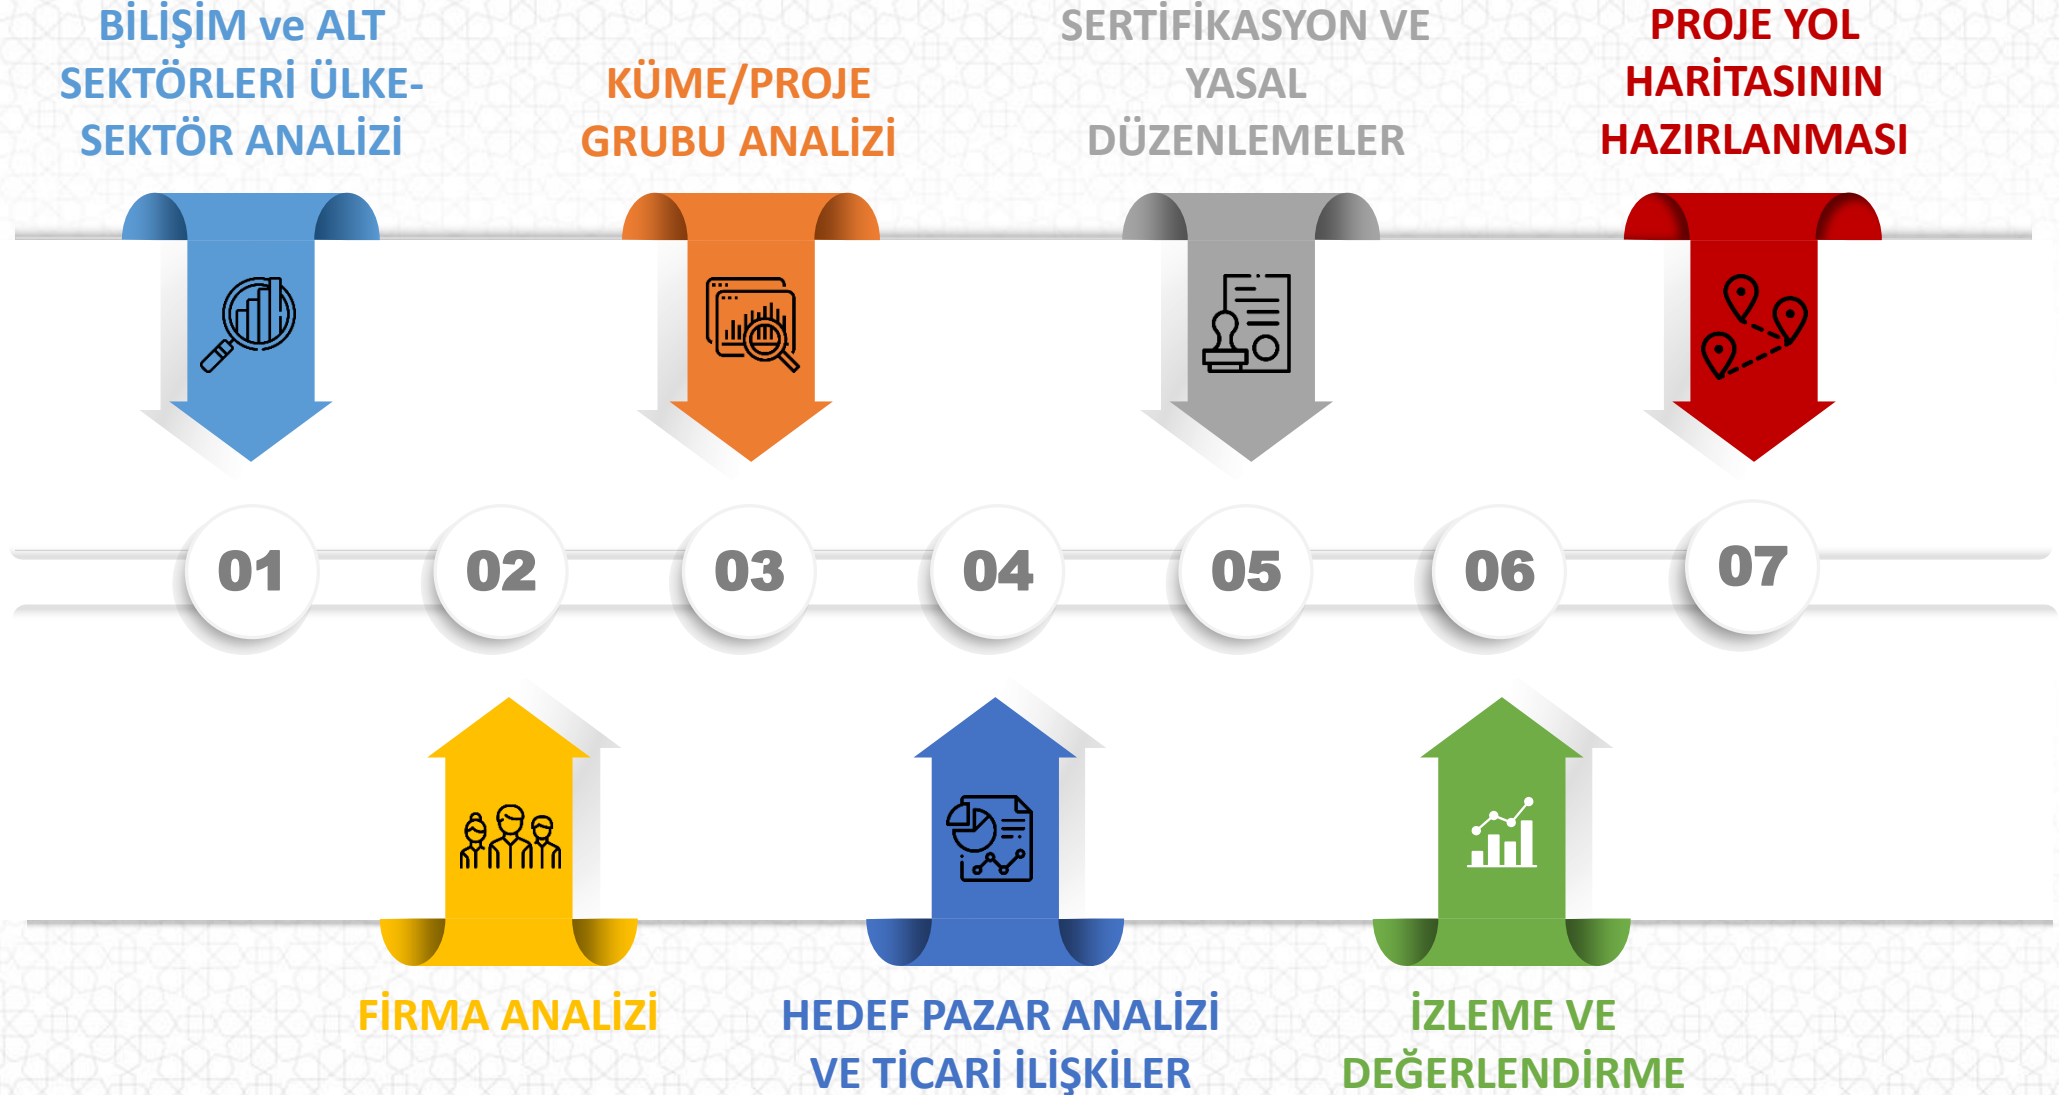 BİLİŞİM ve ALT
SEKTÖRLERİ ÜLKE-
SEKTÖR ANALİZİ
KÜME/PROJE
GRUBU ANALİZİ
SERTİFİKASYON VE
YASAL
DÜZENLEMELER
PROJE YOL
HARİTASININ
HAZIRLANMASI
01
02
03
04
05
06
07
FİRMA ANALİZİ
HEDEF PAZAR ANALİZİ
VE TİCARİ İLİŞKİLER
İZLEME VE
DEĞERLENDİRME